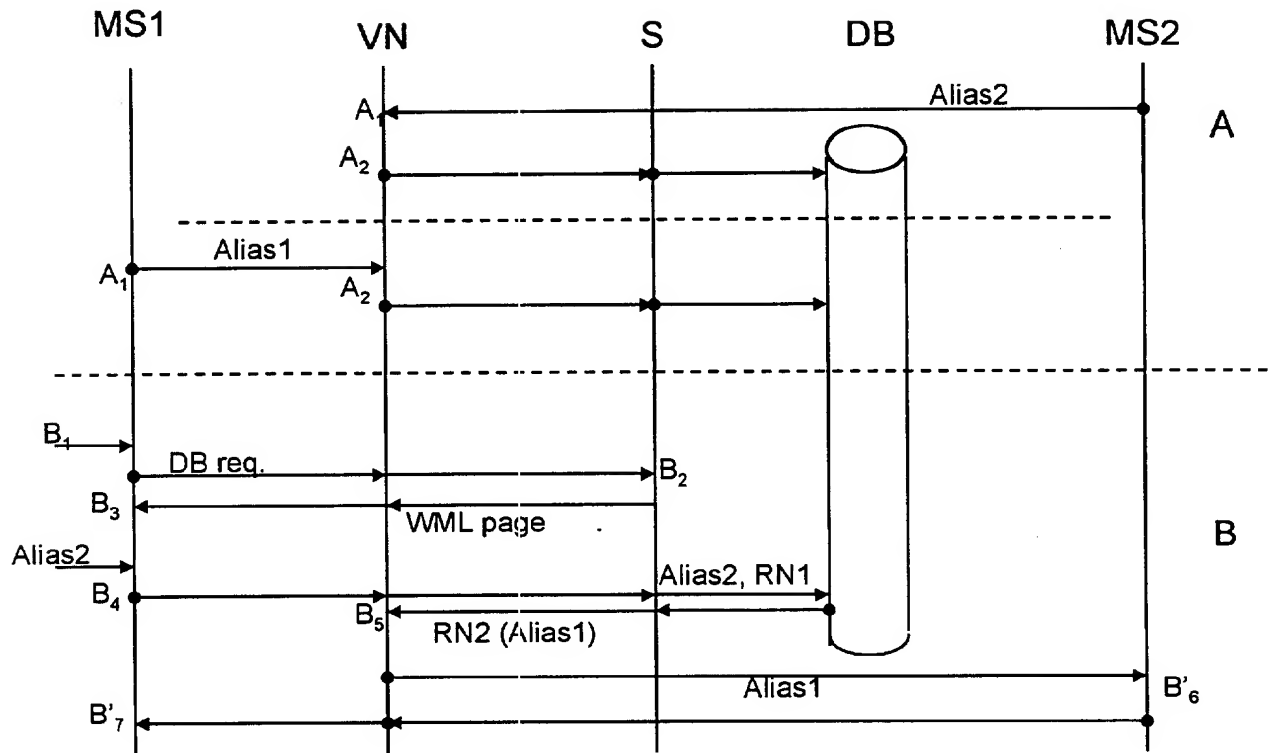 MS1 VN S DB MS2
Alias2
A₁
A
A₂
Alias1
A₁
A₂
B₁
DB req.
B₂
B₃
WML page
Alias2
B
B₄
Alias2, RN1
B₅
RN2 (Alias1)
Alias1
B'₆
B'₇